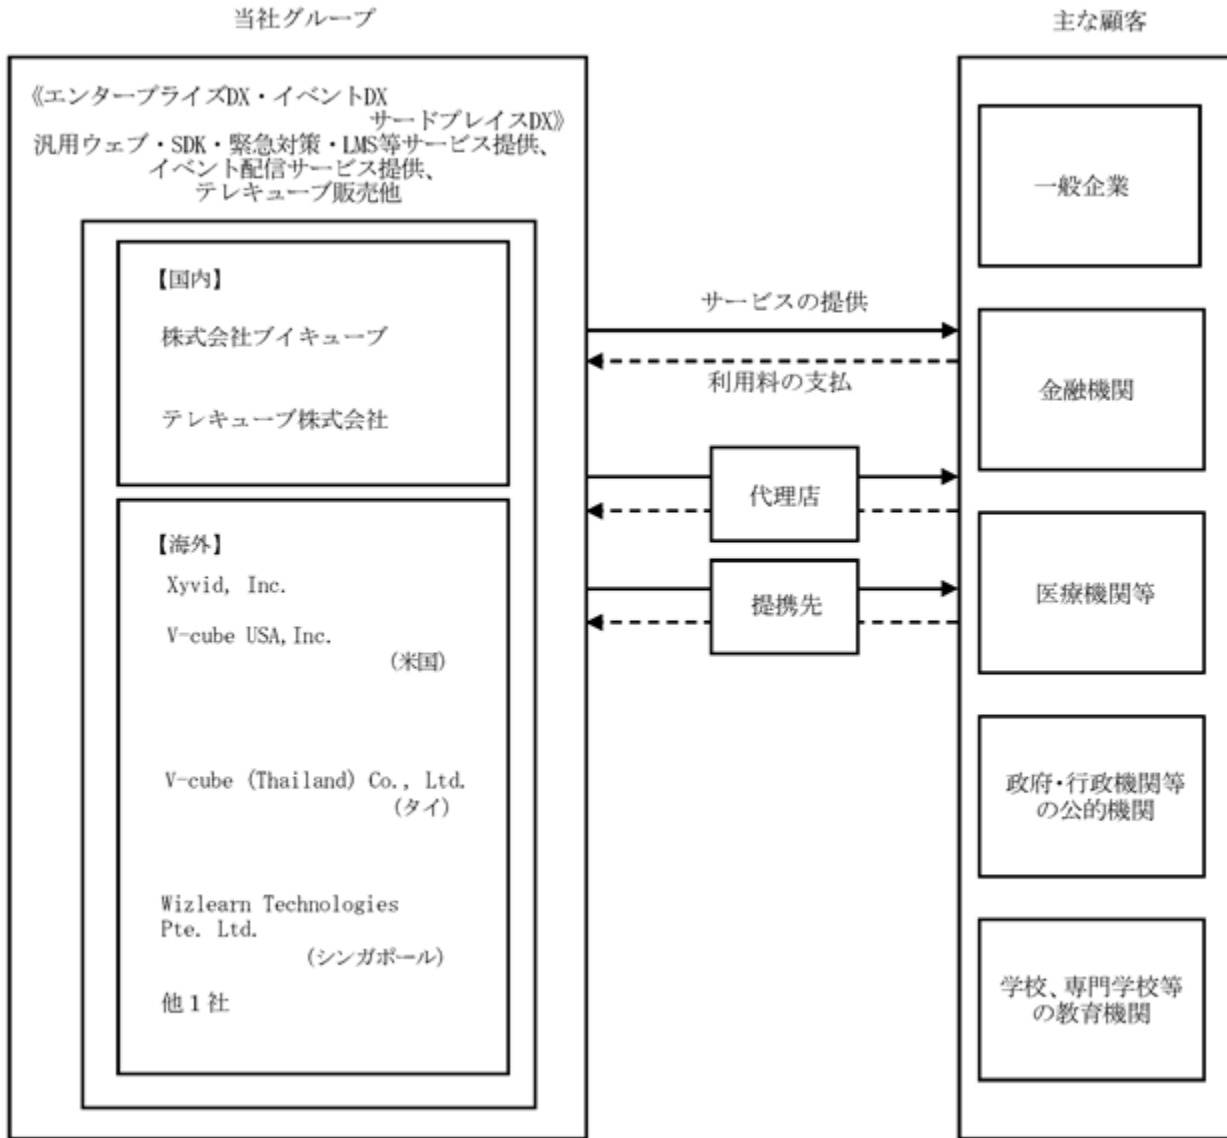 当社グループ
主な顧客
《エンタープライズDX・イベントDX
サードプレイスDX》
汎用ウェブ・SDK・緊急対策・LMS等サービス提供、
イベント配信サービス提供、
テレキューブ販売他
【国内】
株式会社ブイキューブ
テレキューブ株式会社
【海外】
Xyvid, Inc.
V-cube USA,Inc.
(米国)
V-cube (Thailand) Co., Ltd.
(タイ)
Wizlearn Technologies
Pte. Ltd.
(シンガポール)
他1社
サービスの提供
利用料の支払
代理店
提携先
一般企業
金融機関
医療機関等
政府・行政機関等
の公的機関
学校、専門学校等
の教育機関